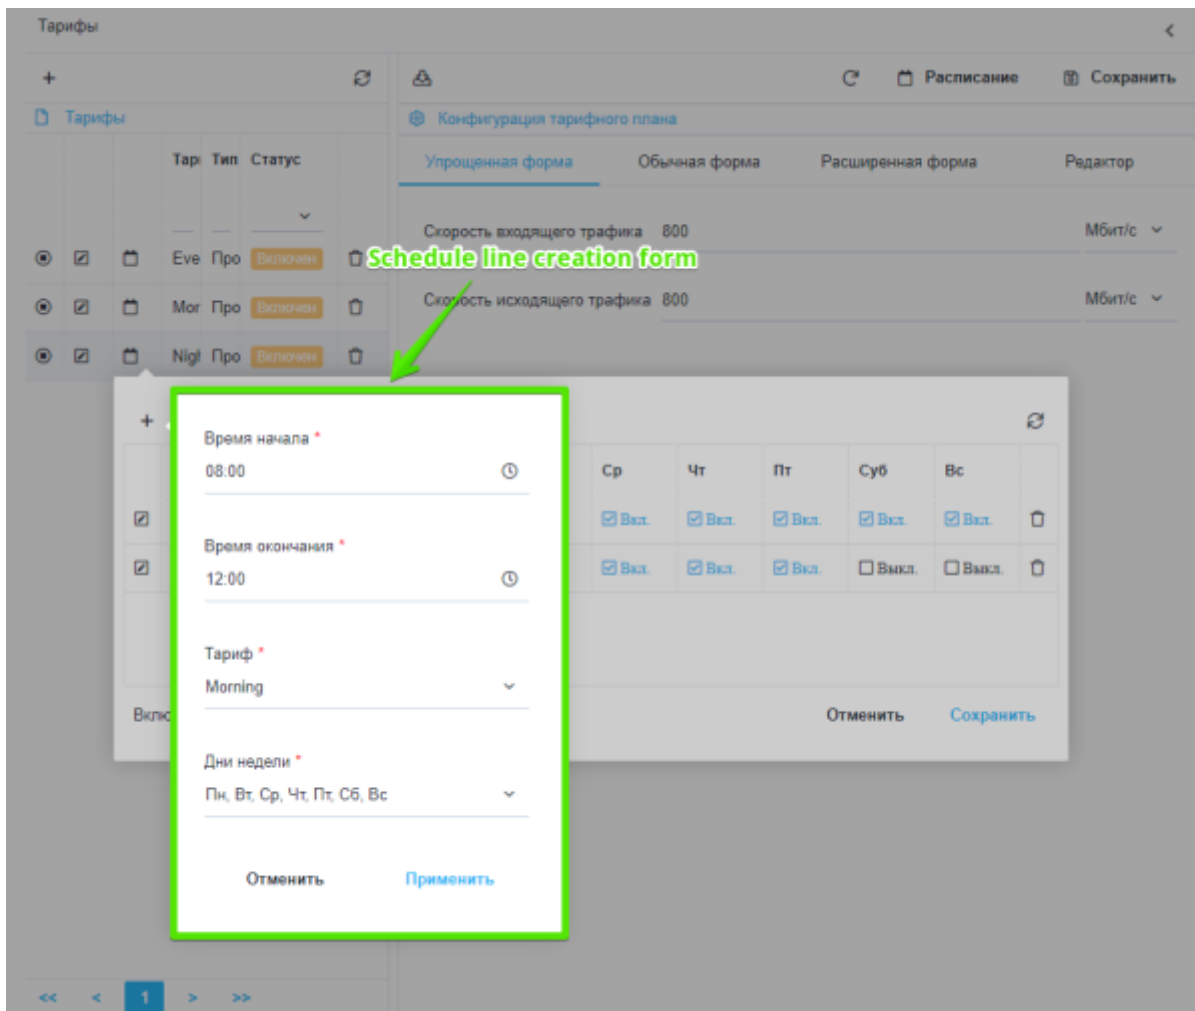 Тарифы
Расписание Сохранить
Тарифы
Конфигурация тарифного плана
Тип Статус
Упрощенная форма Обычная форма Расширенная форма Редактор
Скорость входящего трафика 800 Мбит/с
Eve Про Включен
Schedule line creation form
Скорость исходящего трафика 800 Мбит/с
Mor Про Включен
Про Включен
Время начала *
08:00
Ср Чт Пт Суб Вс
Вкл. Вкл. Вкл. Вкл. Вкл.
Время окончания *
12:00
Вкл. Вкл. Вкл. Выкл. Выкл.
Тариф *
Morning
Отменить Сохранить
Дни недели *
Пн, Вт, Ср, Чт, Пт, Сб, Вс
Отменить Применить
<< < 1 > >>